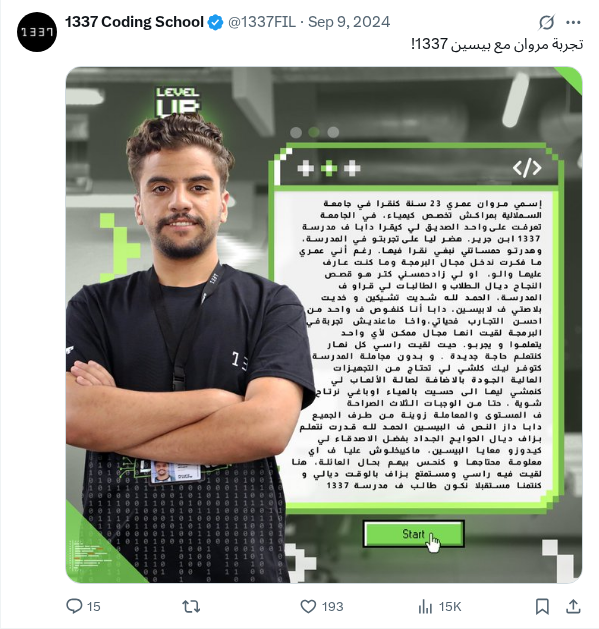 1337 Coding School @1337FIL · Sep 9, 2024
تجربة مروان مع بيسين 1337!
1337
LEVEL
UP
</>
إسمي مروان عمري 23 سنة كنقرا في جامعة
السملالية بمراكش تخصص كيمياء، في الجامعة
تعرفت على واحد الصديق لي كيقرا دابا ف مدرسة
1337 ابن جرير، هضر ليا على تجربتو في المدرسة،
وهدرتو حمساتني نبغي نقرا فيها، رغم أني عمري
ما فكرت ندخل مجال البرمجة وما كنت عارف
عليها والو، او لي زادحمسني كثر هو قصص
النجاح ديال الطلاب و الطالبات لي قراو ف
المدرسة، الحمد لله شديت تشيكين و خديت
بلاصتي ف لابيسين، دابا أنا كنفوص ف واحد من
احسن التجارب فحياتي،واخا ماعنديش تجربة في
البرمجة لقيت انها مجال ممكن لأي واحد
يتعلموا و يجربو، حيت لقيت راسي كل نهار
كنتعلم حاجة جديدة . و بدون مجاملة المدرسة
كتوفر ليك كلشي لي تحتاج من التجهيزات
العالية الجودة بالاضافة لصالة الألعاب لي
كنمشي ليها الى حسيت بالعياء اوباغي نرتاح
شوية . حتا من الوجبات الثلاث الصراحة
ف المستوى والمعاملة زوينة من طرف الجميع
دابا داز النص ف البيسين الحمد لله قدرت نتعلم
بزاف ديال الحوايج الجداد بفضل الاصدقاء لي
كيدوزو معايا البيسين، ماكيبخلوش عليا ف اي
معلومة محتاجها و كنحس بيهم بحال العائلة، هنا
لقيت فيه راسي ومستمتع بزاف بالوقت ديالي و
كنتمنا مستقبلا نكون طالب ف مدرسة 1337
Start
15
193
15K